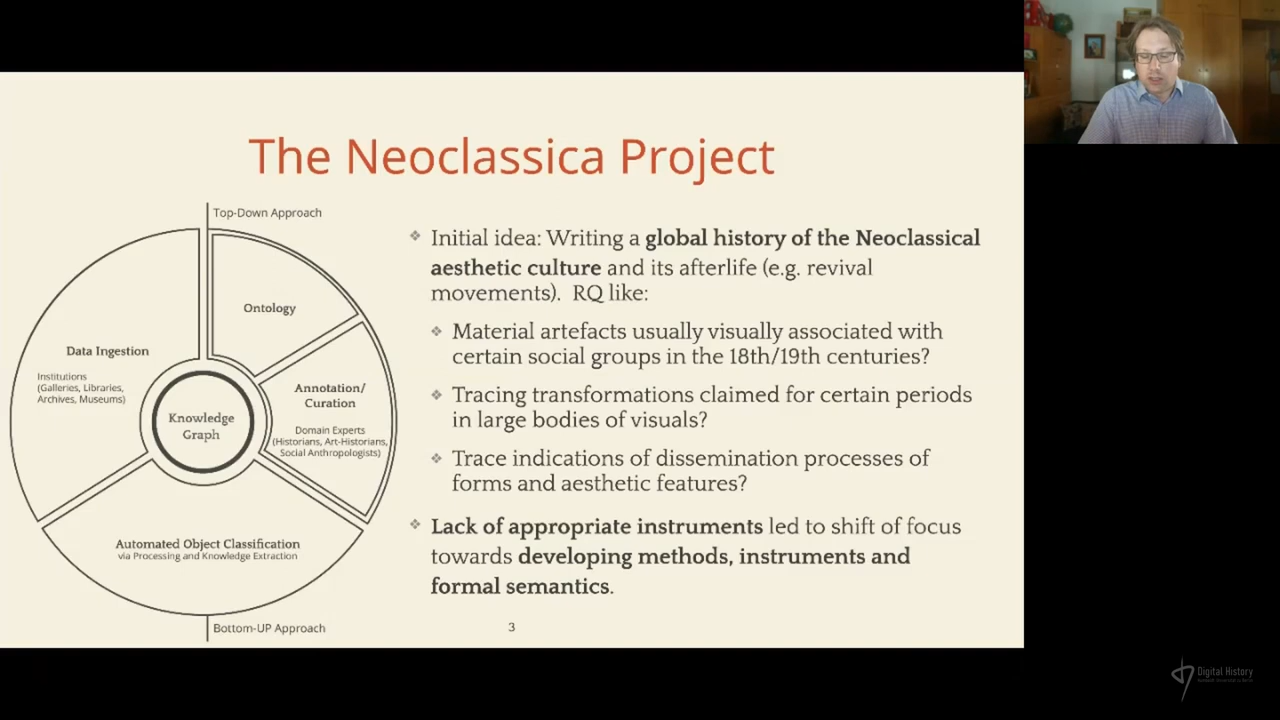 The Neoclassica Project
Top-Down Approach
Ontology
Data Ingestion
Institutions
(Galleries, Libraries,
Archives, Museums)
Annotation/
Curation
Domain Experts
(Historians, Art-Historians,
Social Anthropologists)
Knowledge
Graph
Automated Object Classification
via Processing and Knowledge Extraction
Bottom-UP Approach
Initial idea: Writing a global history of the Neoclassical
aesthetic culture and its afterlife (e.g. revival
movements). RQ like:
Material artefacts usually visually associated with
certain social groups in the 18th/19th centuries?
Tracing transformations claimed for certain periods
in large bodies of visuals?
Trace indications of dissemination processes of
forms and aesthetic features?
Lack of appropriate instruments led to shift of focus
towards developing methods, instruments and
formal semantics.
3
Digital History